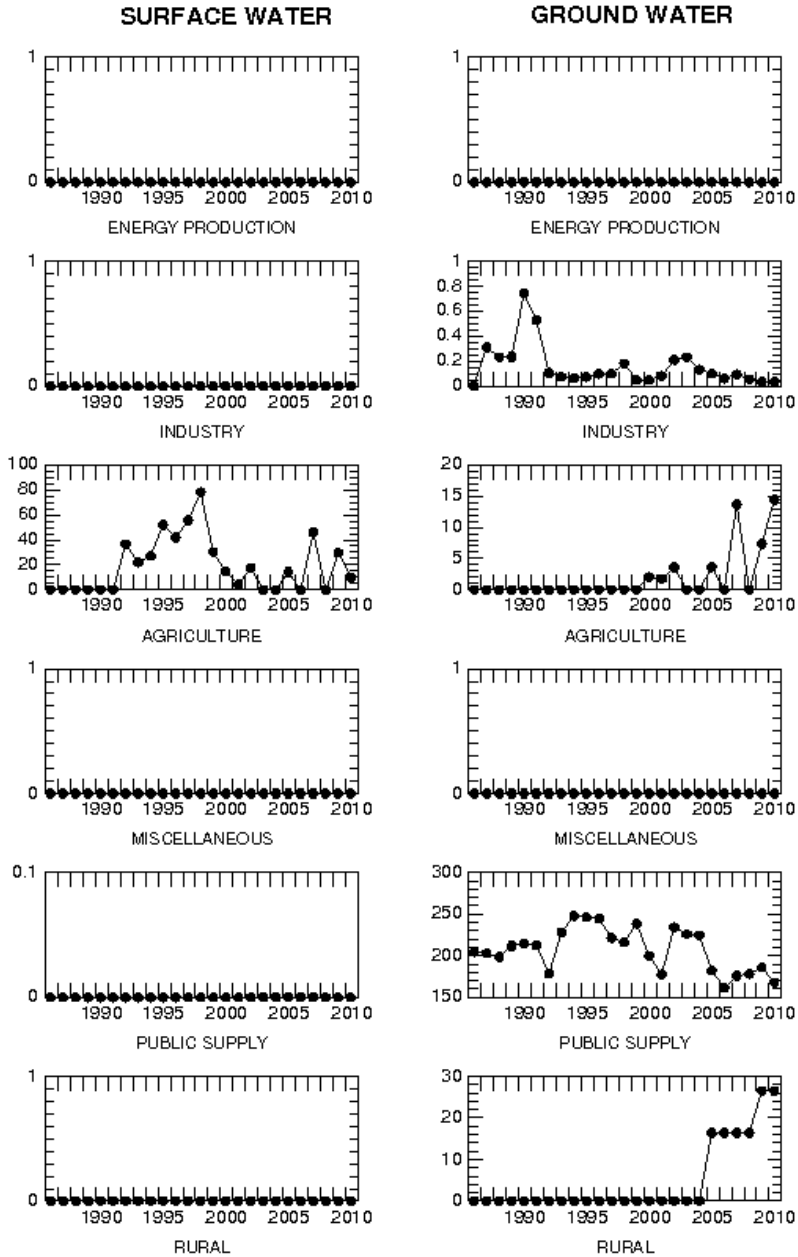 SURFACE WATER GROUND WATER
1 1
0 0
1990 1995 2000 2005 2010 1990 1995 2000 2005 2010
ENERGY PRODUCTION ENERGY PRODUCTION
1 1
0.8
0.6
0.4
0.2
0 0
1990 1995 2000 2005 2010 1990 1995 2000 2005 2010
INDUSTRY INDUSTRY
100 20
80
15
60
10
40
5
20
0 0
1990 1995 2000 2005 2010 1990 1995 2000 2005 2010
AGRICULTURE AGRICULTURE
1 1
0 0
1990 1995 2000 2005 2010 1990 1995 2000 2005 2010
MISCELLANEOUS MISCELLANEOUS
0.1 300
250
200
0 150
1990 1995 2000 2005 2010 1990 1995 2000 2005 2010
PUBLIC SUPPLY PUBLIC SUPPLY
1 30
20
10
0 0
1990 1995 2000 2005 2010 1990 1995 2000 2005 2010
RURAL RURAL